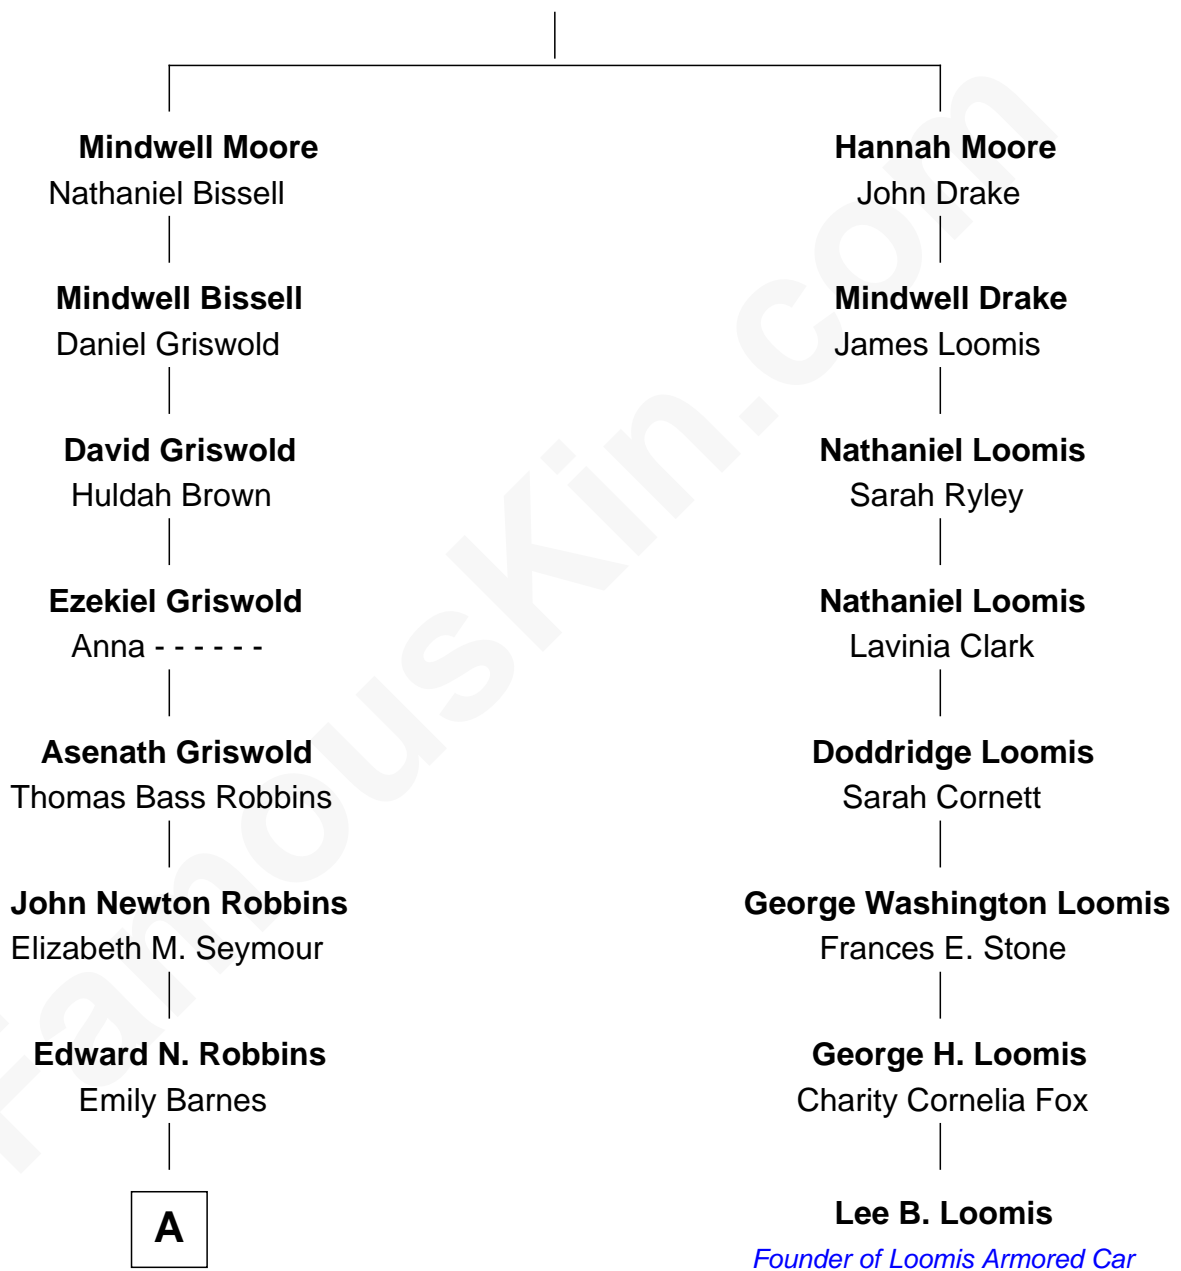 Mindwell Moore
Nathaniel Bissell
Mindwell Bissell
Daniel Griswold
David Griswold
Huldah Brown
Ezekiel Griswold
Anna - - - - - -
Asenath Griswold
Thomas Bass Robbins
John Newton Robbins
Elizabeth M. Seymour
Edward N. Robbins
Emily Barnes
A
Hannah Moore
John Drake
Mindwell Drake
James Loomis
Nathaniel Loomis
Sarah Ryley
Nathaniel Loomis
Lavinia Clark
Doddridge Loomis
Sarah Cornett
George Washington Loomis
Frances E. Stone
George H. Loomis
Charity Cornelia Fox
Lee B. Loomis
Founder of Loomis Armored Car
FamousKin.com